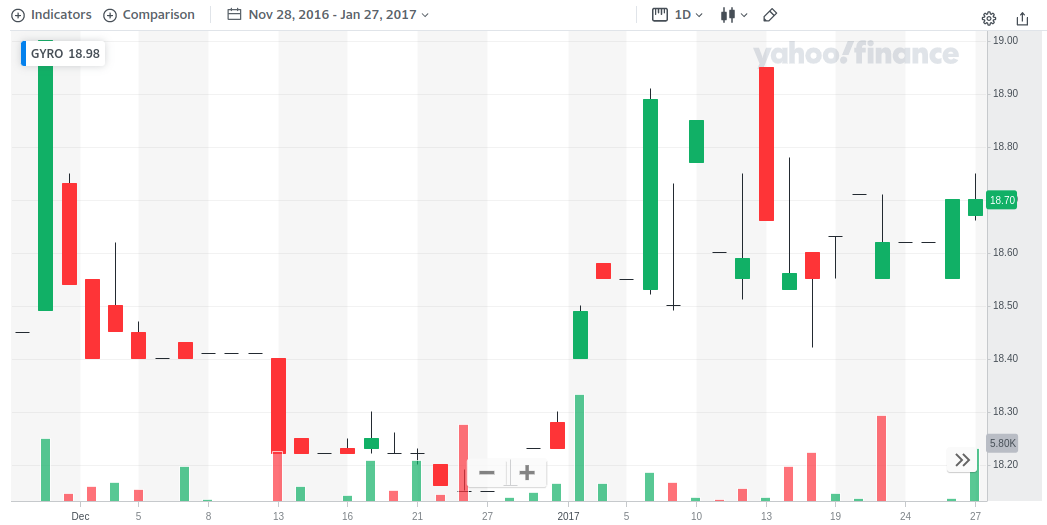 Indicators Comparison Nov 28, 2016 - Jan 27, 2017 1D
GYRO 18.98
yahoo!finance
19.00
18.90
18.80
18.70
18.60
18.50
18.40
18.30
5.80K
18.20
Dec 5 8 13 16 21 27 2017 5 10 13 19 24 27